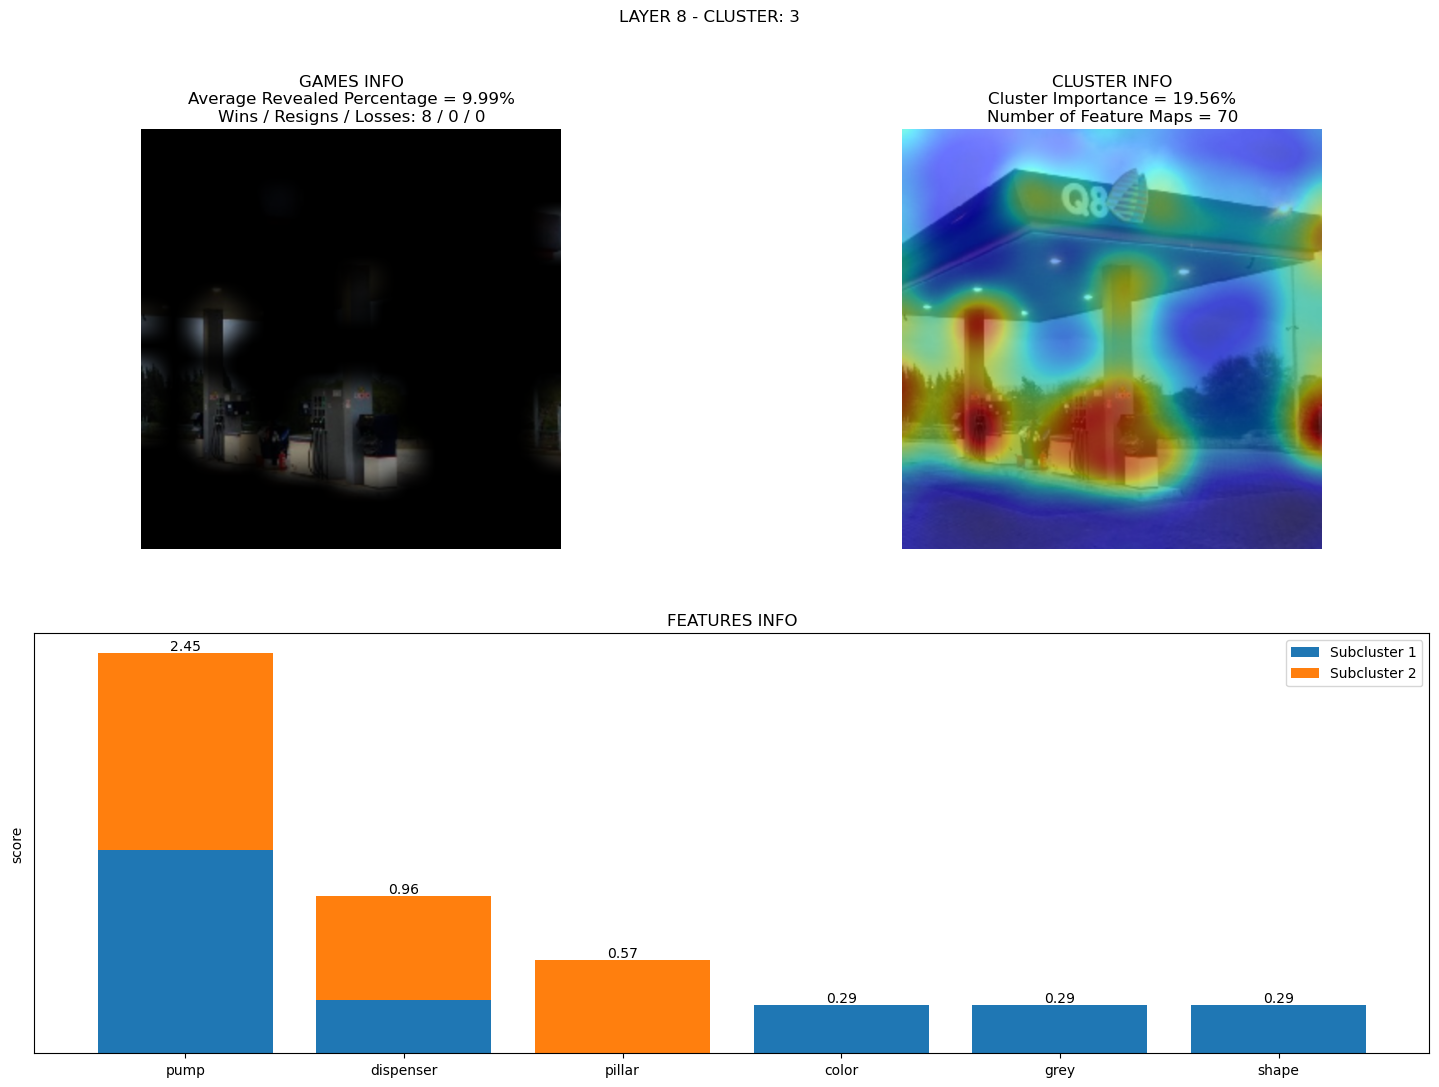 LAYER 8 - CLUSTER: 3
GAMES INFO
Average Revealed Percentage = 9.99%
Wins / Resigns / Losses: 8 / 0 / 0
CLUSTER INFO
Cluster Importance = 19.56%
Number of Feature Maps = 70
Q8
FEATURES INFO
score
2.45
0.96
0.57
0.29
0.29
0.29
Subcluster 1
Subcluster 2
pump
dispenser
pillar
color
grey
shape